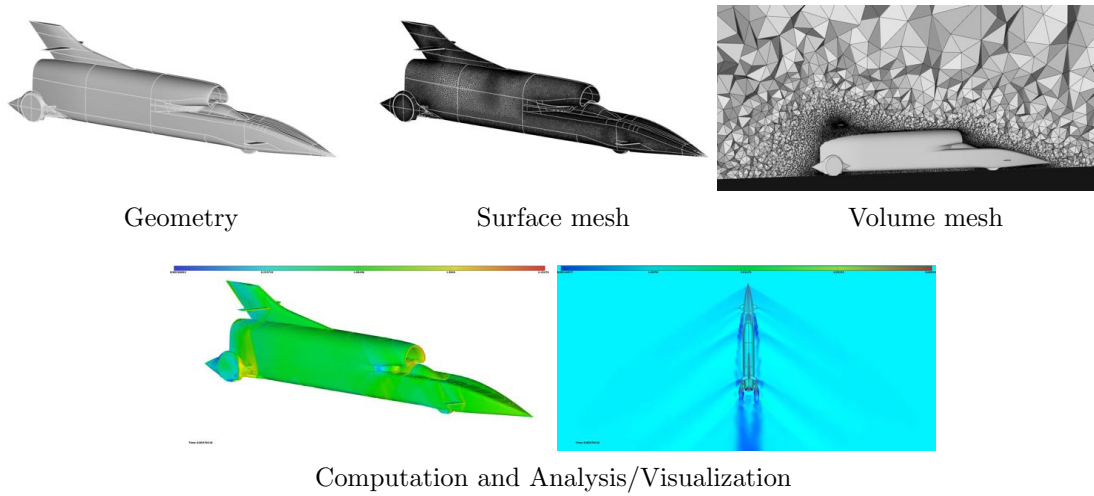 Geometry
Surface mesh
Volume mesh
Computation and Analysis/Visualization